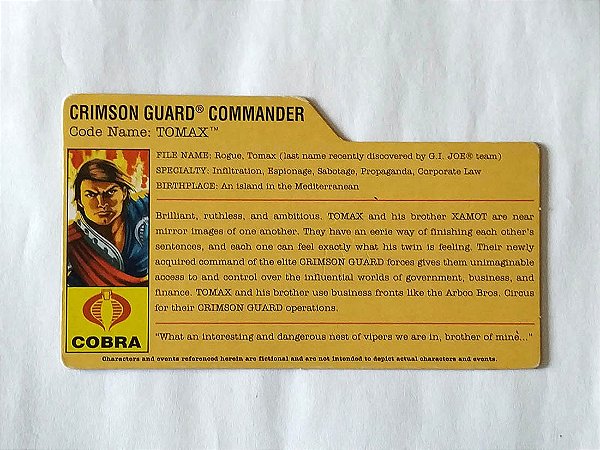 CRIMSON GUARD® COMMANDER
Code Name: TOMAX™
FILE NAME: Rogue, Tomax (last name recently discovered by G.I. JOE® team)
SPECIALTY: Infiltration, Espionage, Sabotage, Propaganda, Corporate Law
BIRTHPLACE: An island in the Mediterranean
Brilliant, ruthless, and ambitious. TOMAX and his brother XAMOT are near
mirror images of one another. They have an eerie way of finishing each other's
sentences, and each one can feel exactly what his twin is feeling. Their newly
acquired command of the elite CRIMSON GUARD forces gives them unimaginable
access to and control over the influential worlds of government, business, and
finance. TOMAX and his brother use business fronts like the Arbco Bros. Circus
for their CRIMSON GUARD operations.
COBRA
"What an interesting and dangerous nest of vipers we are in, brother of mine..."
Characters and events referenced herein are fictional and are not intended to depict actual characters and events.